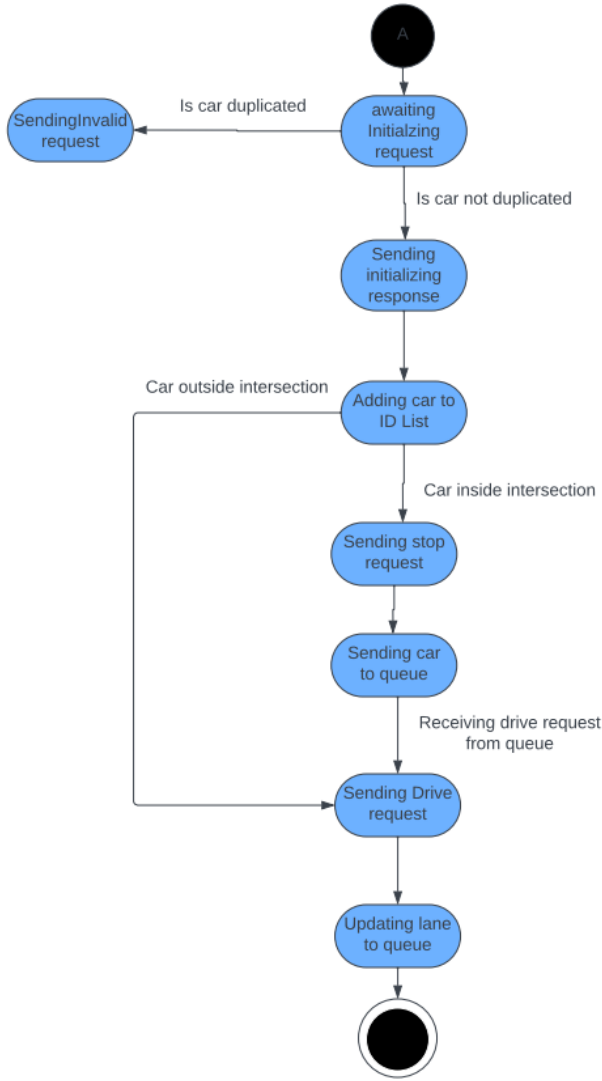 A
Is car duplicated
SendingInvalid
request
awaiting
Initialzing
request
Is car not duplicated
Sending
initializing
response
Car outside intersection
Adding car to
ID List
Car inside intersection
Sending stop
request
Sending car
to queue
Receiving drive request
from queue
Sending Drive
request
Updating lane
to queue